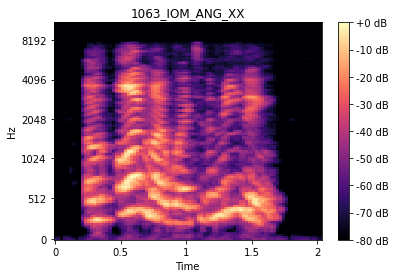 1063_IOM_ANG_XX
8192
4096
2048
1024
512
0
Hz
0
0.5
1
1.5
2
Time
+0 dB
-10 dB
-20 dB
-30 dB
-40 dB
-50 dB
-60 dB
-70 dB
-80 dB